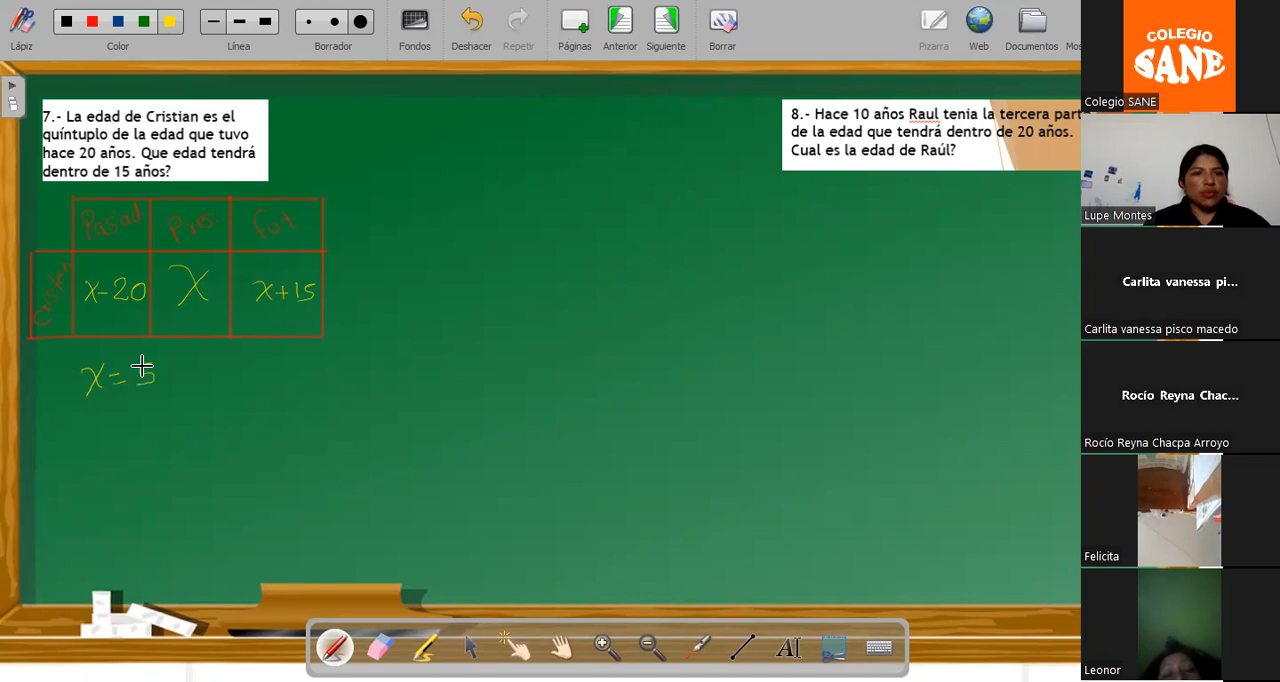 Lápiz
Color
Línea
Borrador
Fondos
Deshacer
Repetir
Páginas
Anterior
Siguiente
Borrar
Pizarra
Web
Documentos
Mos
7.- La edad de Cristian es el
quíntuplo de la edad que tuvo
hace 20 años. Que edad tendrá
dentro de 15 años?
8.- Hace 10 años Raul tenia la tercera part
de la edad que tendrá dentro de 20 años.
Cual es la edad de Raúl?
Pasad Pres. Fut
Cristian x-20 x x+15
x = 5
COLEGIO
SANE
Colegio SANE
Lupe Montes
Carlita vanessa pi...
Carlita vanessa pisco macedo
Rocío Reyna Chac...
Rocío Reyna Chacpa Arroyo
Felicita
Leonor
AI